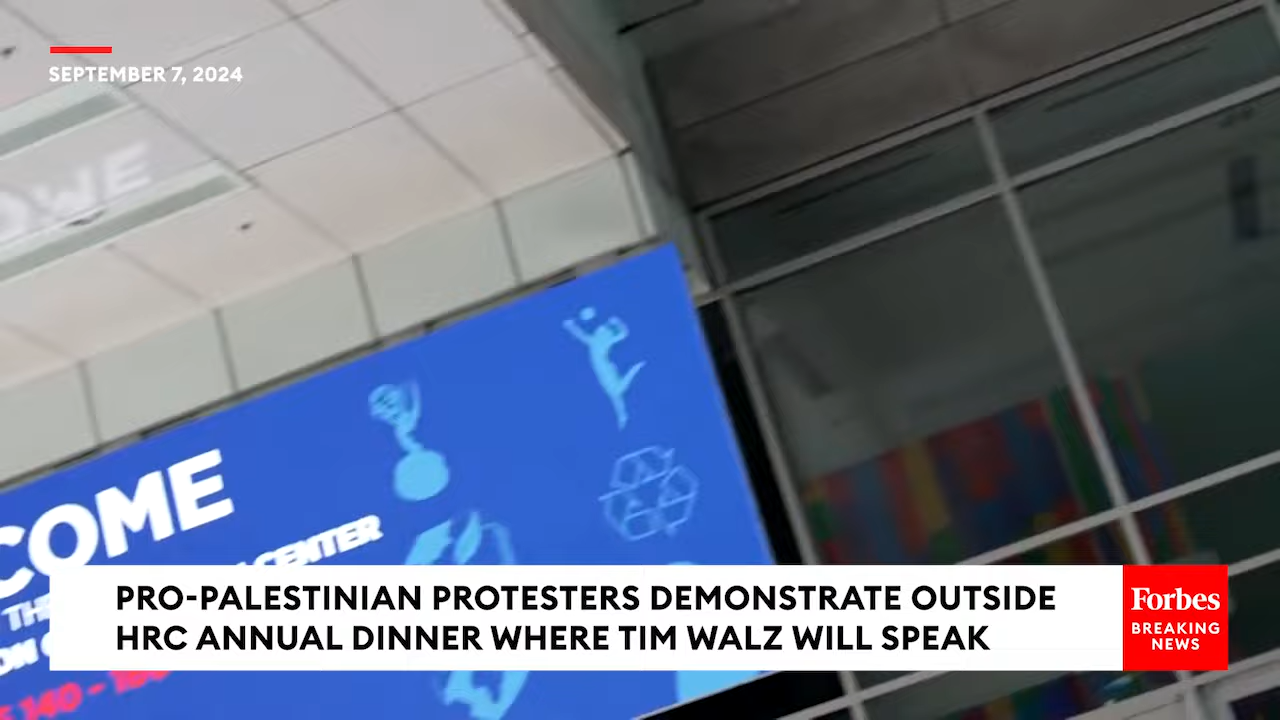 SEPTEMBER 7, 2024
COME
CENTER
PRO-PALESTINIAN PROTESTERS DEMONSTRATE OUTSIDE
HRC ANNUAL DINNER WHERE TIM WALZ WILL SPEAK
Forbes
BREAKING
NEWS